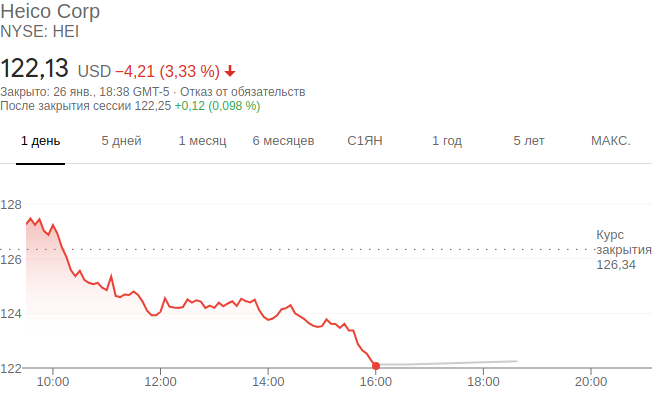 Heico Corp
NYSE: HEI
122,13 USD −4,21 (3,33 %)
Закрыто: 26 янв., 18:38 GMT-5 · Отказ от обязательств
После закрытия сессии 122,25 +0,12 (0,098 %)
1 день 5 дней 1 месяц 6 месяцев С1ЯН 1 год 5 лет МАКС.
128
Курс
закрытия
126,34
126
124
122
10:00 12:00 14:00 16:00 18:00 20:00